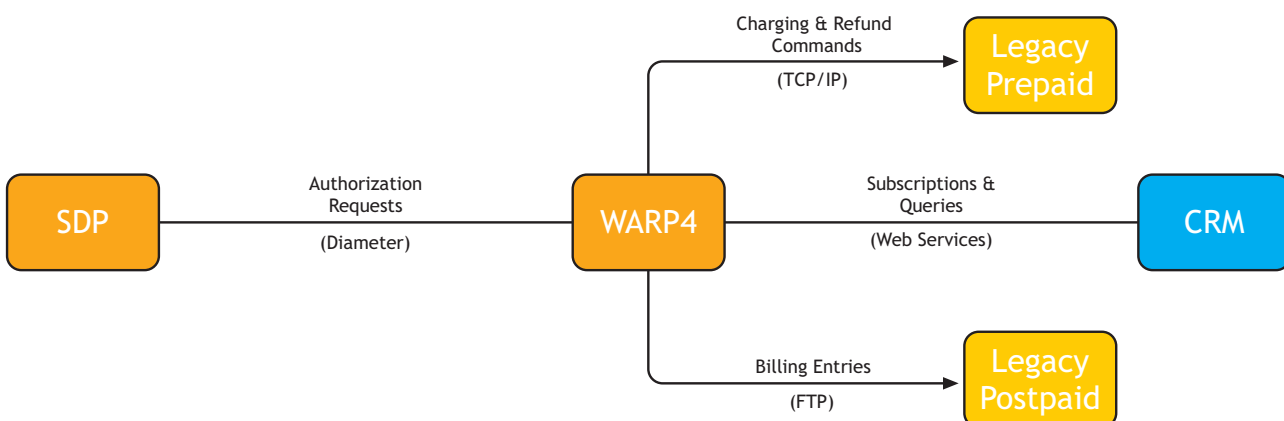 Charging & Refund
Commands
(TCP/IP)
Legacy
Prepaid
SDP
Authorization
Requests
(Diameter)
WARP4
Subscriptions &
Queries
(Web Services)
CRM
Billing Entries
(FTP)
Legacy
Postpaid